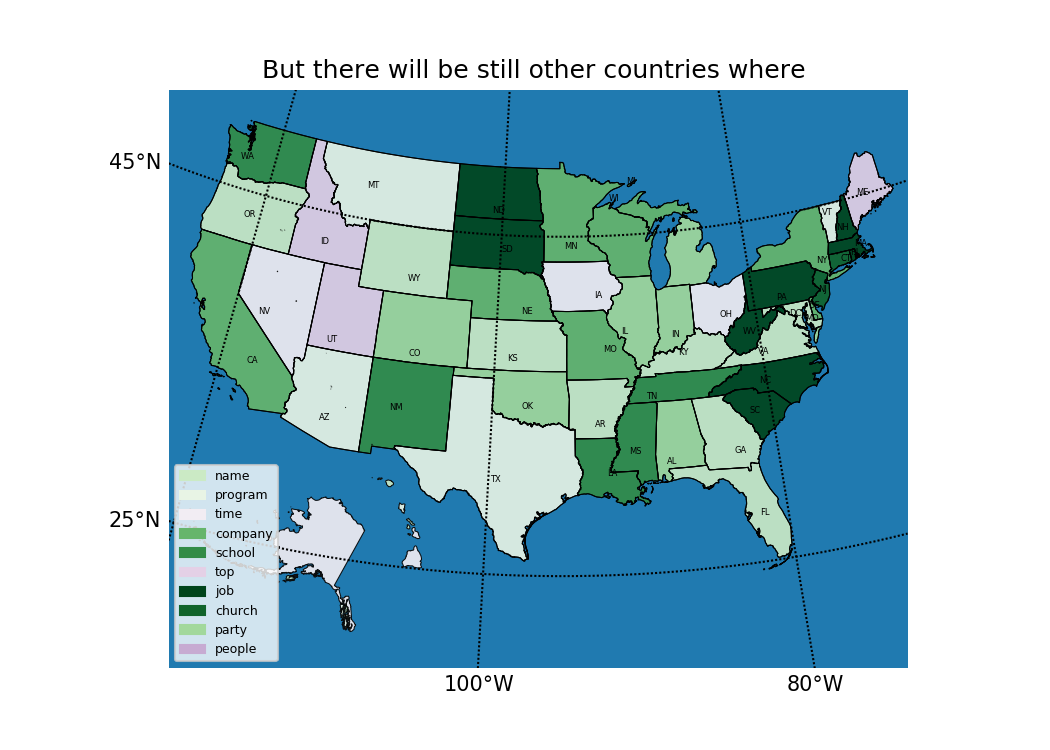 But there will be still other countries where
45°N
25°N
100°W
80°W
WA
OR
CA
NV
ID
MT
WY
UT
AZ
CO
NM
ND
SD
NE
KS
OK
TX
MN
IA
MO
AR
LA
WI
MI
IL
IN
OH
KY
TN
MS
AL
GA
FL
SC
NC
VA
WV
PA
NY
VT
NH
ME
MA
CT
NJ
DC
name
program
time
company
school
top
job
church
party
people